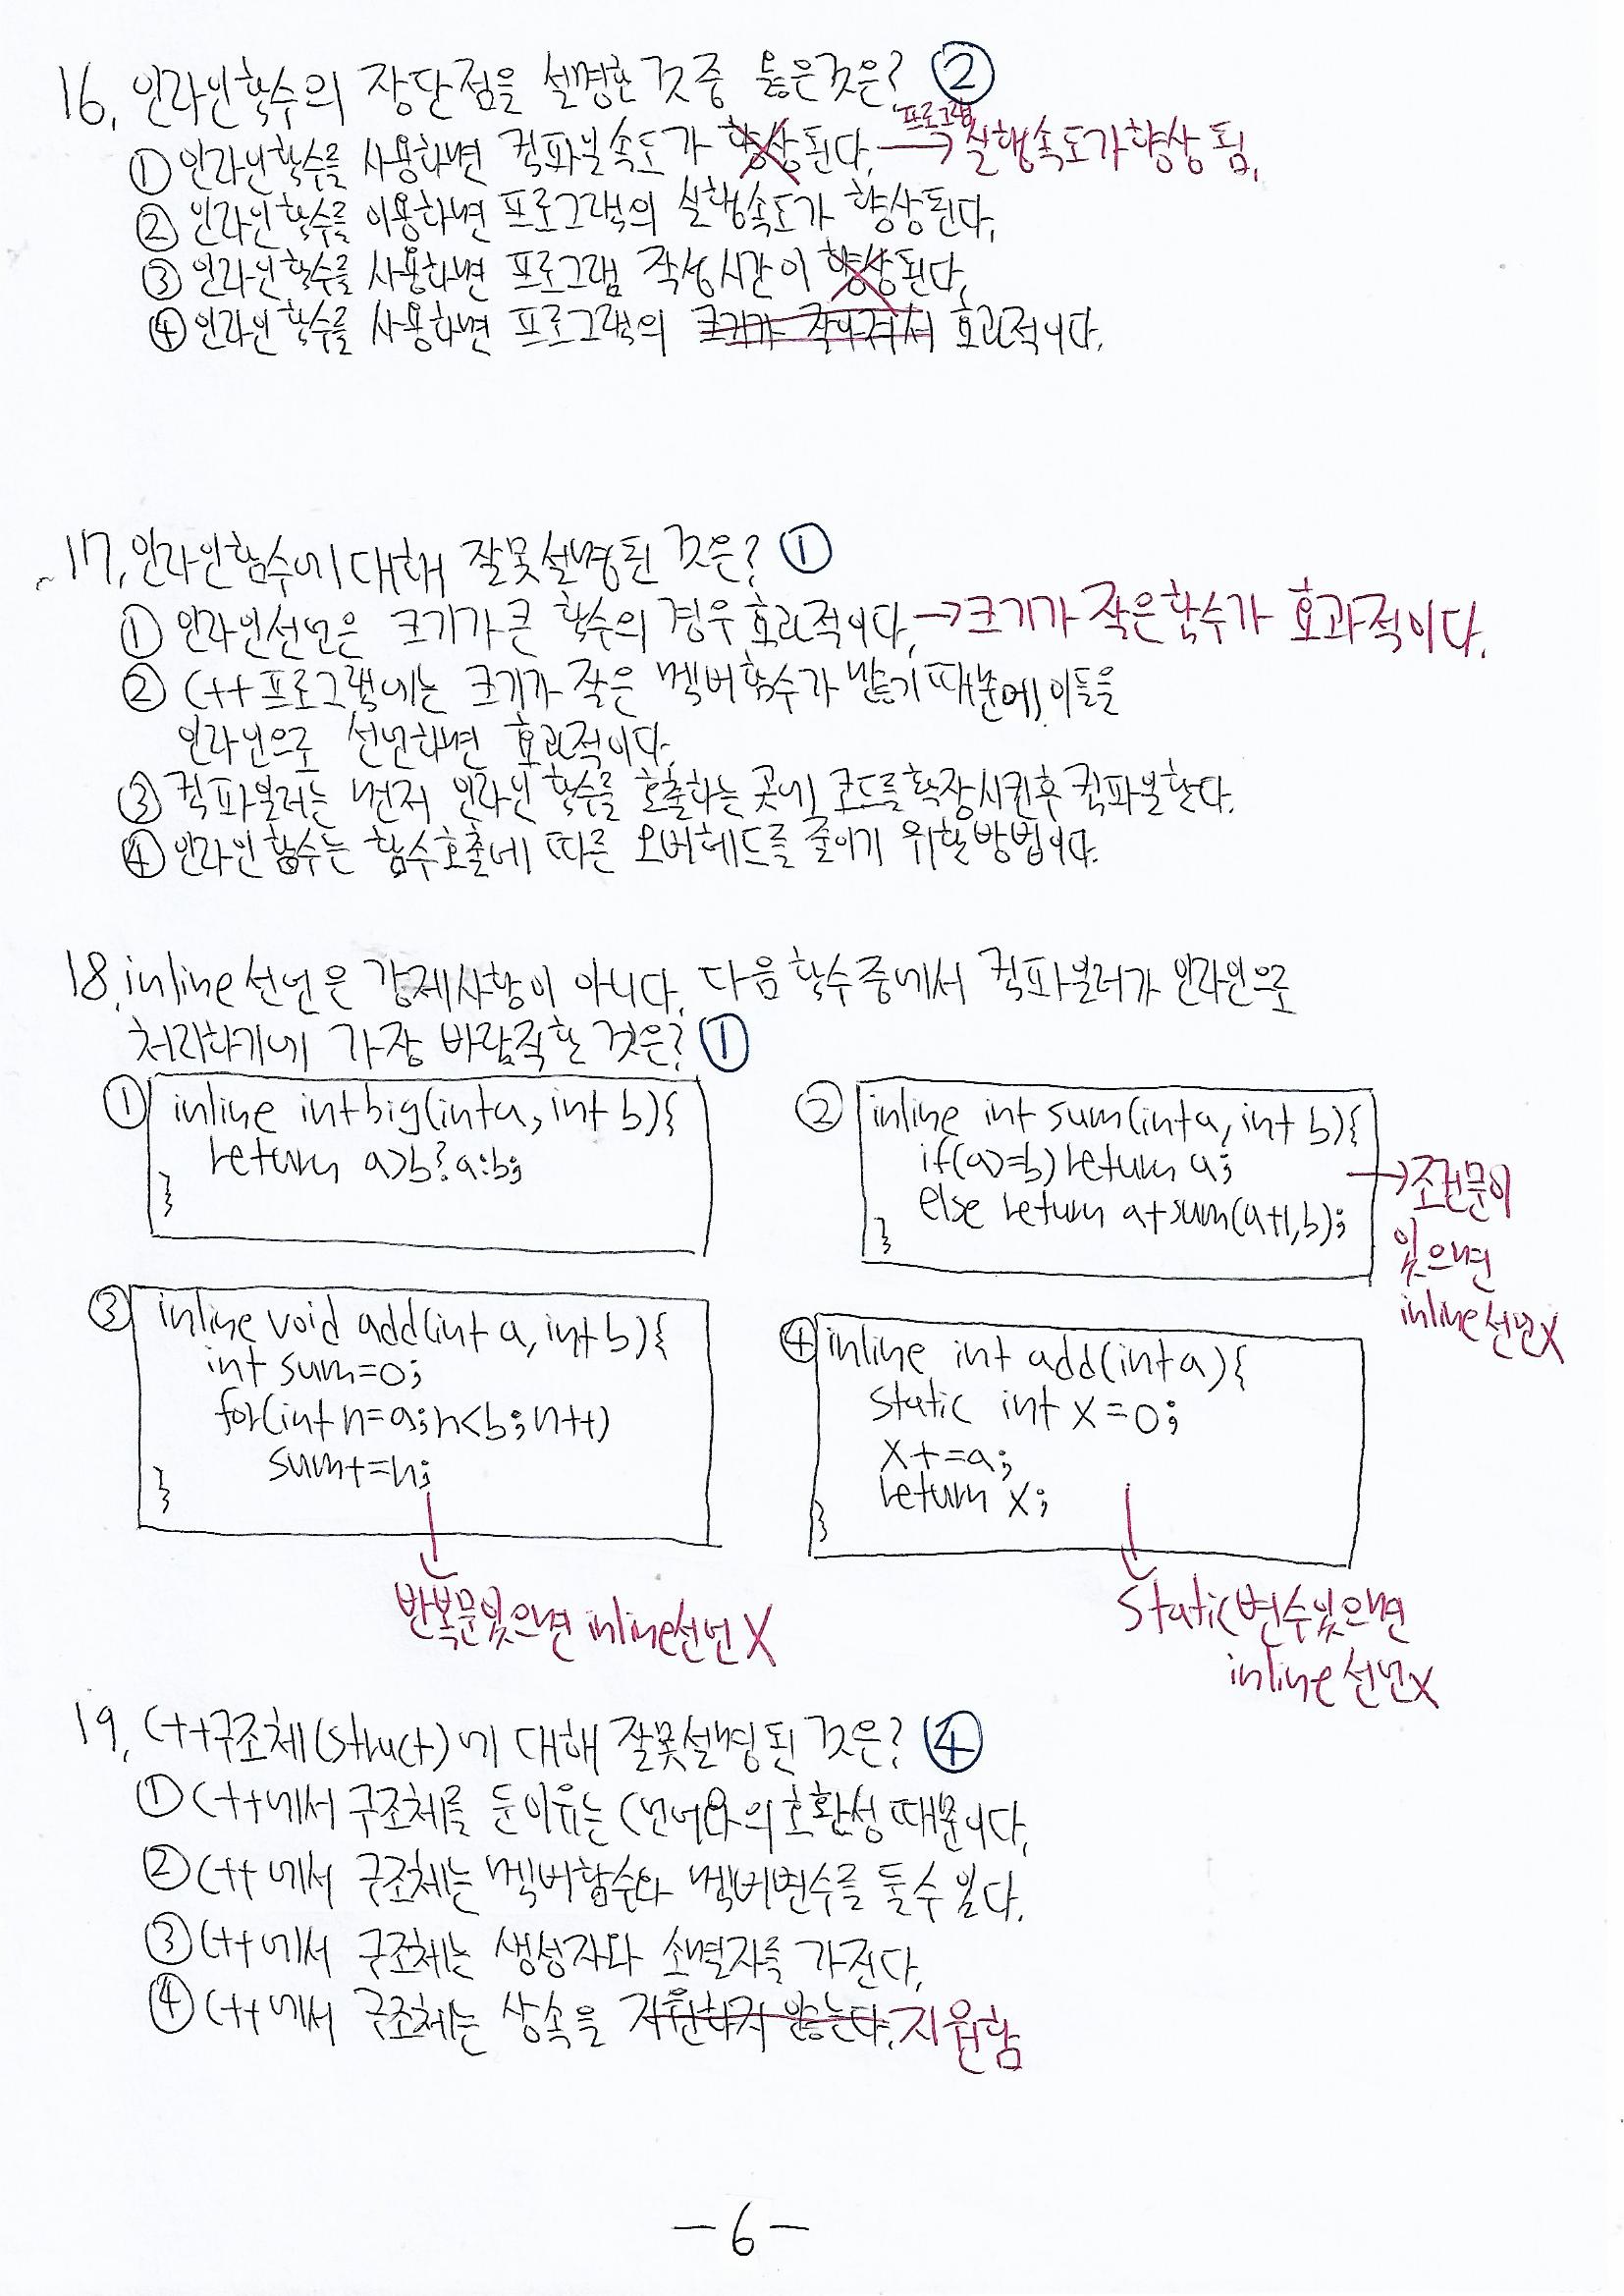 16. 인라인함수의 장단점을 설명한 것 중 옳은것은? ②
① 인라인함수를 사용하면 컴파일 속도가 향상된다. → 프로그램 실행속도가 향상 됨.
② 인라인함수를 이용하면 프로그램의 실행속도가 향상된다.
③ 인라인함수를 사용하면 프로그램 작성시간이 향상된다.
④ 인라인함수를 사용하면 프로그램의 크기가 작아져서 효과적이다.
17. 인라인함수에 대해 잘못설명된 것은? ①
① 인라인선언은 크기가 큰 함수의 경우 효과적이다. → 크기가 작은함수가 효과적이다.
② C++프로그램에는 크기가 작은 멤버함수가 많기 때문에, 이들을
인라인으로 선언하면 효과적이다.
③ 컴파일러는 먼저 인라인 함수를 호출하는 곳에 코드를 확장시킨후 컴파일한다.
④ 인라인 함수는 함수호출에 따른 오버헤드를 줄이기 위한방법이다.
18. inline선언은 강제사항이 아니다. 다음 함수중에서 컴파일러가 인라인으로
처리하기에 가장 바람직한 것은? ①
① inline int big(int a, int b){
return a>b? a:b;
}
② inline int sum(int a, int b){
if(a>=b) return a;
else return a+sum(a+1,b);
}
→ 조건문이
있으면
inline선언X
③ inline void add(int a, int b){
int sum=0;
for(int n=a;n<b;n++)
sum+=n;
}
반복문있으면 inline선언 X
④ inline int add(int a){
static int x=0;
x+=a;
return x;
}
static변수있으면
inline선언X
19. C++구조체(struct)에 대해 잘못설명된 것은? ④
① C++에서 구조체를 둔이유는 C언어와의 호환성 때문이다.
② C++에서 구조체는 멤버함수와 멤버변수를 둘수 있다.
③ C++에서 구조체는 생성자와 소멸자를 가진다.
④ C++에서 구조체는 상속을 지원하지 않는다. 지원함
-6-